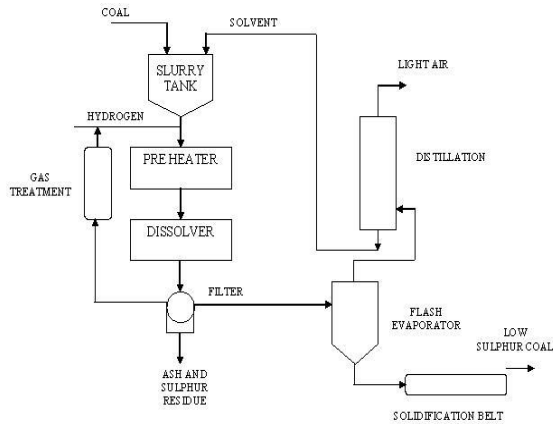 COAL
SOLVENT
SLURRY
TANK
LIGHT AIR
HYDROGEN
PRE HEATER
DISTILLATION
GAS
TREATMENT
DISSOLVER
FILTER
FLASH
EVAPORATOR
LOW
SULPHUR COAL
ASH AND
SULPHUR
RESIDUE
SOLIDIFICATION BELT